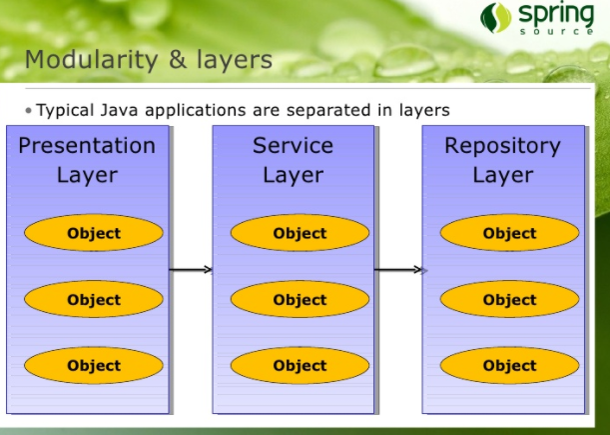 spring
source
Modularity & layers
• Typical Java applications are separated in layers
Presentation
Layer
Object
Object
Object
Service
Layer
Object
Object
Object
Repository
Layer
Object
Object
Object